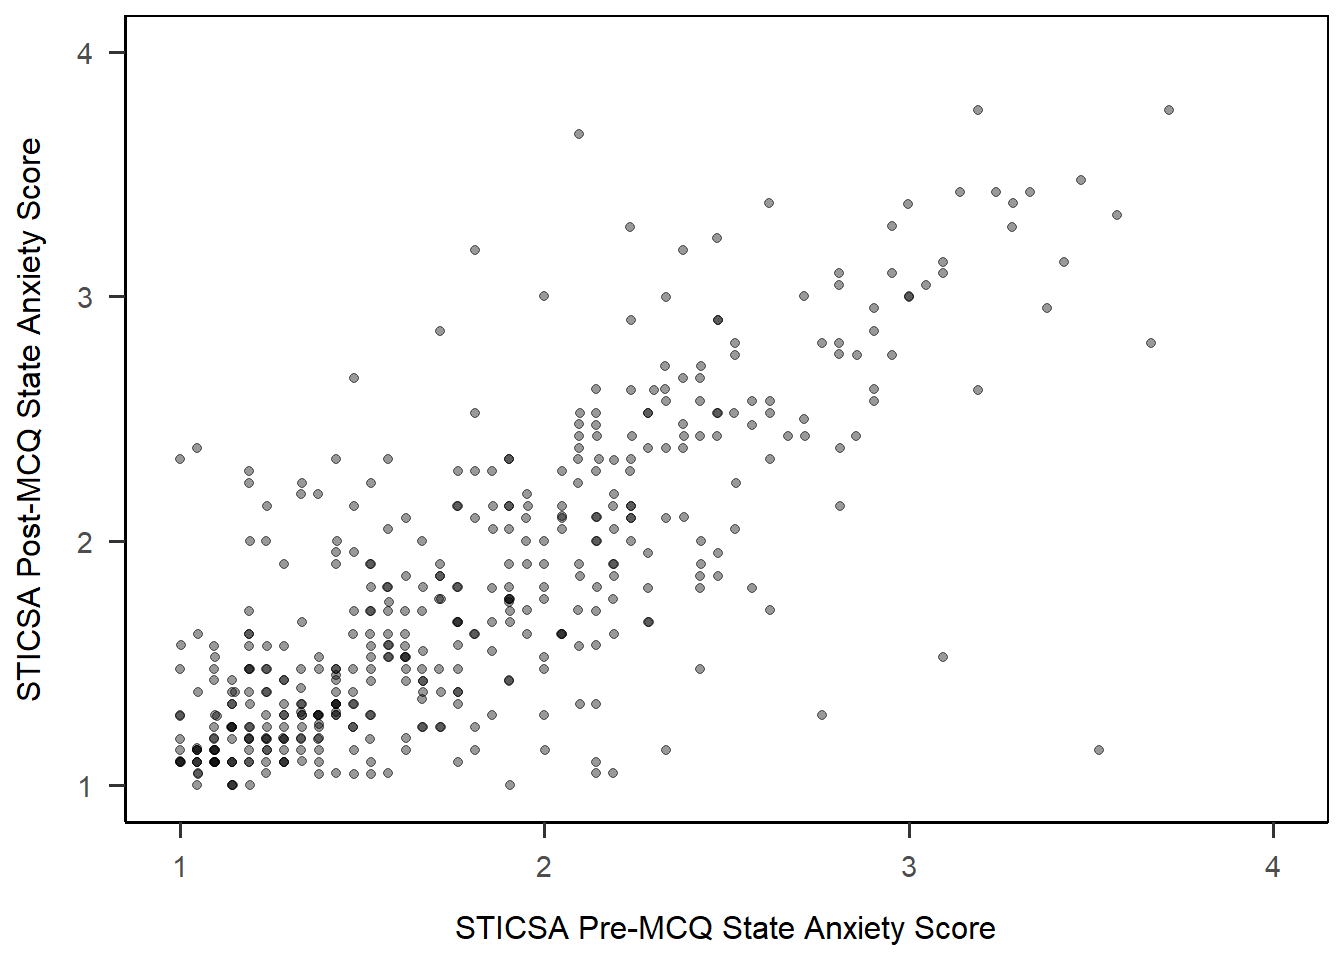 4
3
2
1
STICSA Post-MCQ State Anxiety Score
1 2 3 4
STICSA Pre-MCQ State Anxiety Score